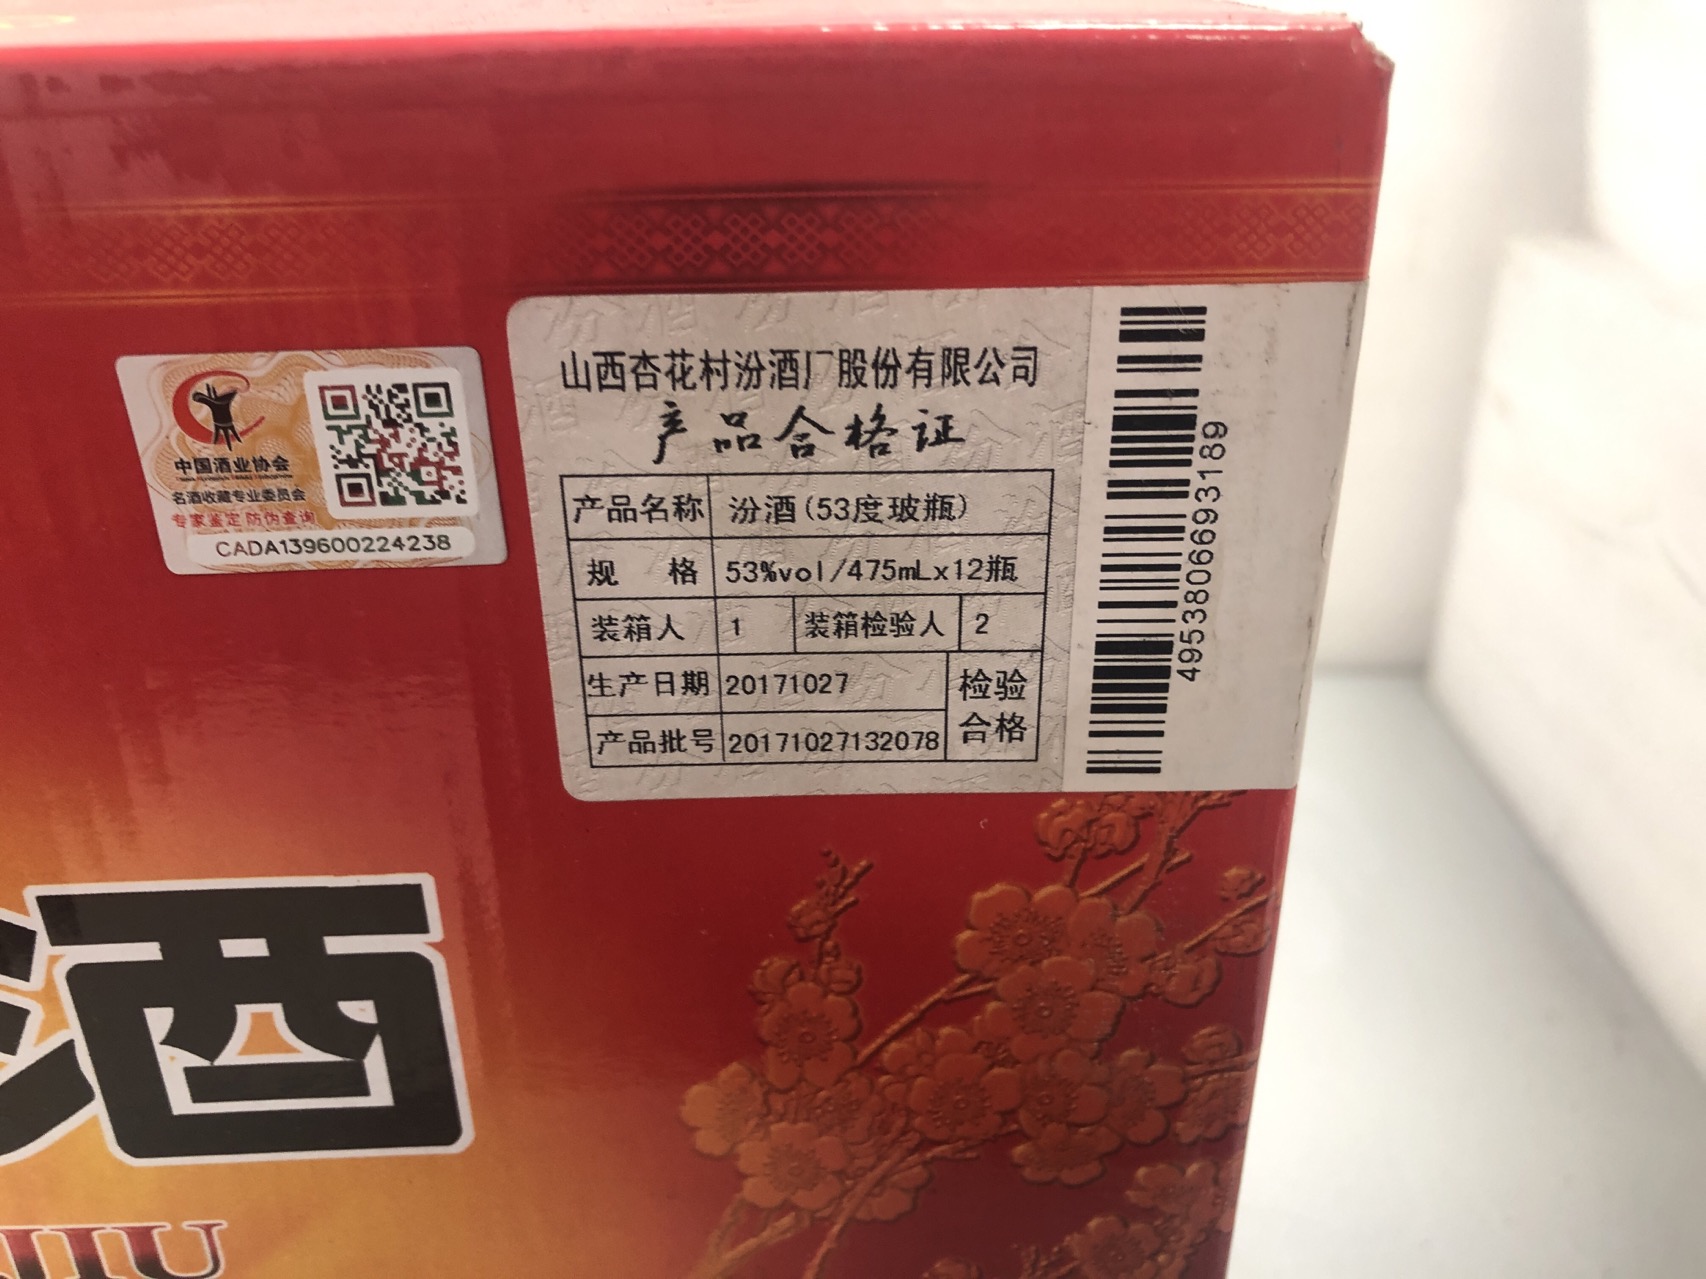 山西杏花村汾酒厂股份有限公司
产品合格证
产品名称 汾酒(53度玻瓶)
规 格 53%vol/475mLx12瓶
装箱人 1 装箱检验人 2
生产日期 20171027 检验
产品批号 20171027132078 合格
4953806693189
中国酒业协会
名酒收藏专业委员会
专家鉴定 防伪查询
CADA139600224238
酒
JIU